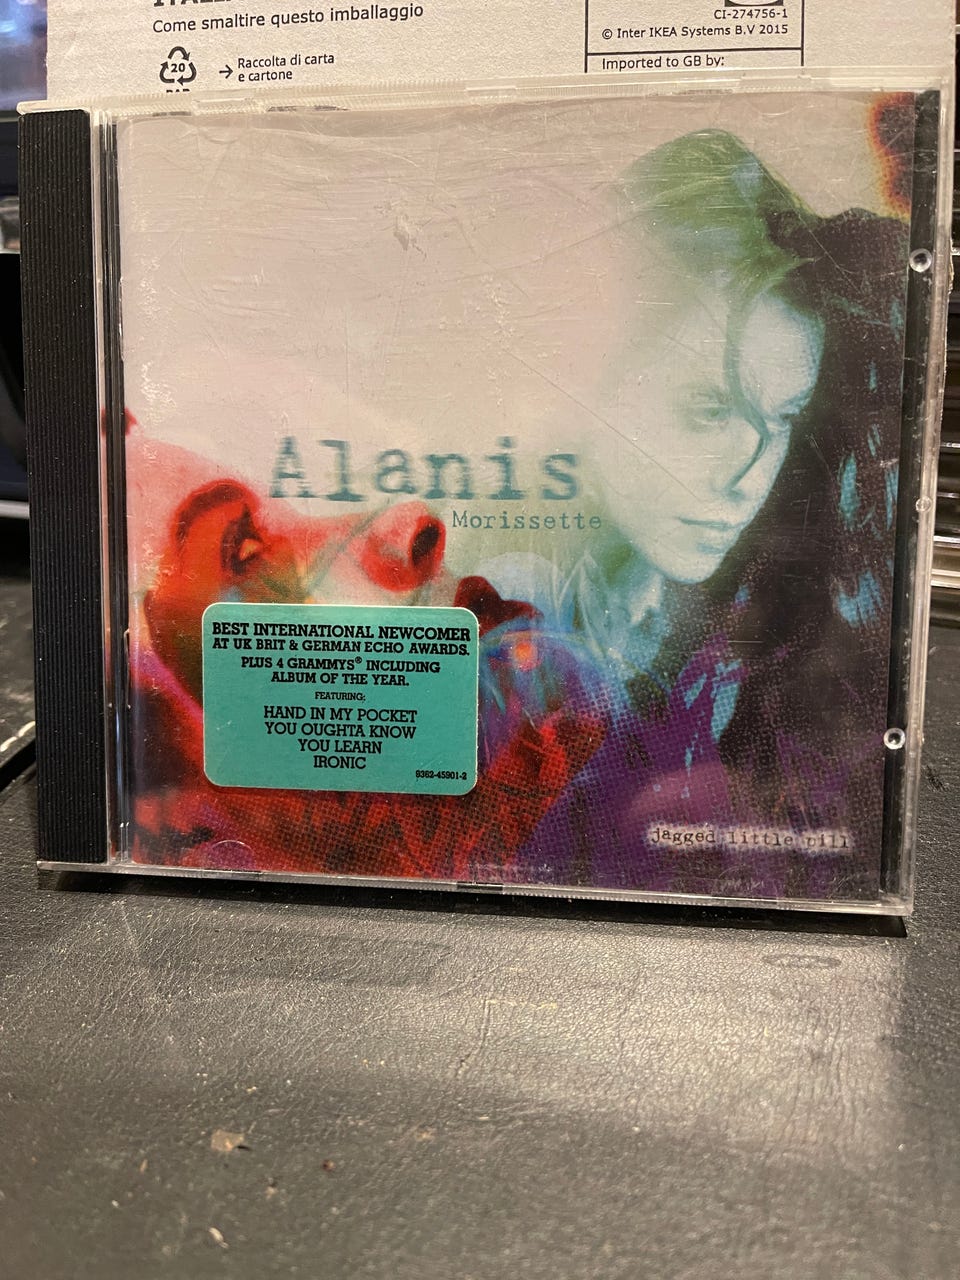 Come smaltire questo imballaggio
Raccolta di carta
e cartone
20
CI-274756-1
© Inter IKEA Systems B.V 2015
Imported to GB by:
Alanis
Morissette
BEST INTERNATIONAL NEWCOMER
AT UK BRIT & GERMAN ECHO AWARDS.
PLUS 4 GRAMMYS® INCLUDING
ALBUM OF THE YEAR.
FEATURING:
HAND IN MY POCKET
YOU OUGHTA KNOW
YOU LEARN
IRONIC
9362-45901-2
jagged little pill